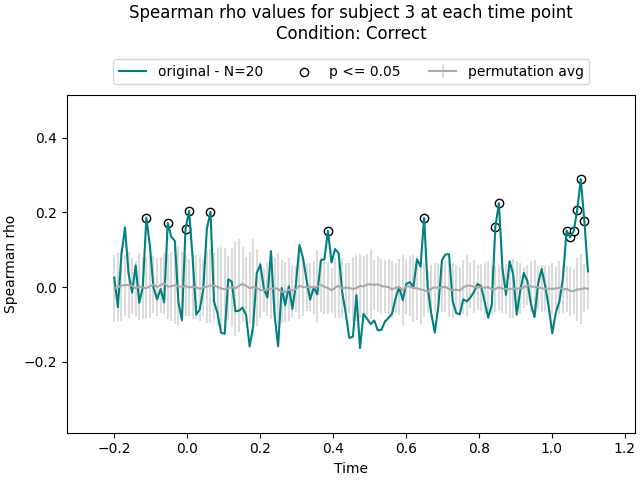 Spearman rho values for subject 3 at each time point
Condition: Correct
original - N=20
p <= 0.05
permutation avg
Spearman rho
0.4
0.2
0.0
−0.2
−0.2
0.0
0.2
0.4
0.6
0.8
1.0
1.2
Time